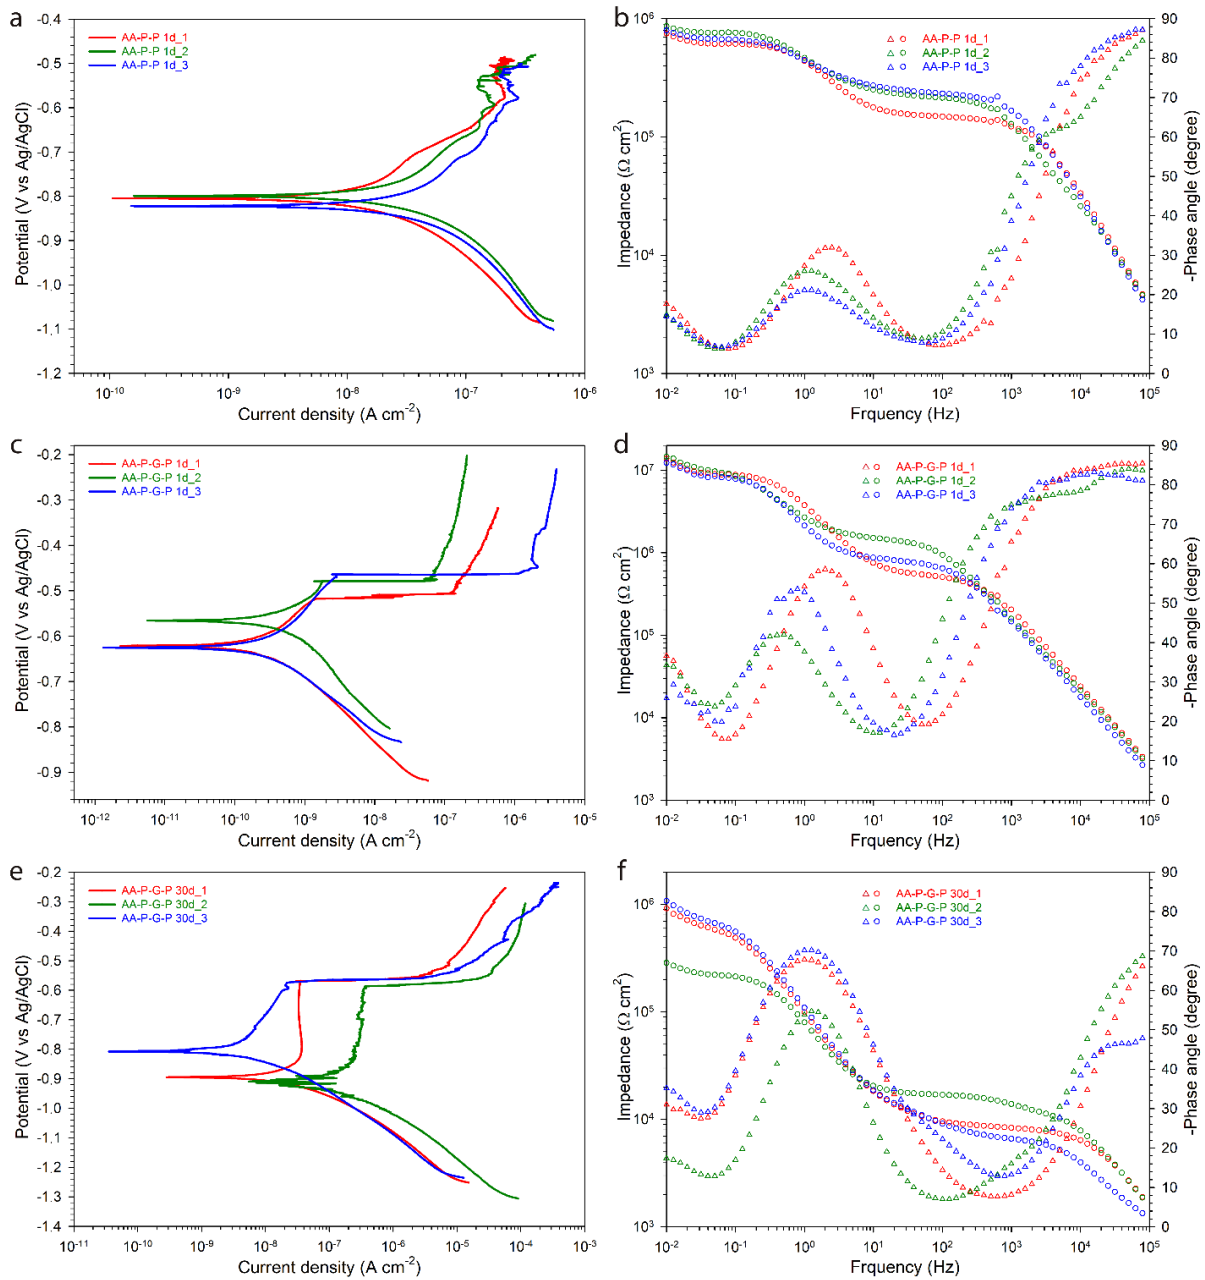 a
-0.4
-0.5
-0.6
-0.7
-0.8
-0.9
-1.0
-1.1
-1.2
Potential (V vs Ag/AgCl)
AA-P-P 1d_1
AA-P-P 1d_2
AA-P-P 1d_3
10-10 10-9 10-8 10-7 10-6
Current density (A cm-2)
b
106
105
104
103
Impedance (Ω cm2)
AA-P-P 1d_1
AA-P-P 1d_2
AA-P-P 1d_3
90
80
70
60
50
40
30
20
10
0
-Phase angle (degree)
10-2 10-1 100 101 102 103 104 105
Frquency (Hz)
c
-0.2
-0.3
-0.4
-0.5
-0.6
-0.7
-0.8
-0.9
Potential (V vs Ag/AgCl)
AA-P-G-P 1d_1
AA-P-G-P 1d_2
AA-P-G-P 1d_3
10-12 10-11 10-10 10-9 10-8 10-7 10-6 10-5
Current density (A cm-2)
d
107
106
105
104
103
Impedance (Ω cm2)
AA-P-G-P 1d_1
AA-P-G-P 1d_2
AA-P-G-P 1d_3
90
80
70
60
50
40
30
20
10
0
-Phase angle (degree)
10-2 10-1 100 101 102 103 104 105
Frquency (Hz)
e
-0.2
-0.3
-0.4
-0.5
-0.6
-0.7
-0.8
-0.9
-1.0
-1.1
-1.2
-1.3
-1.4
Potential (V vs Ag/AgCl)
AA-P-G-P 30d_1
AA-P-G-P 30d_2
AA-P-G-P 30d_3
10-11 10-10 10-9 10-8 10-7 10-6 10-5 10-4 10-3
Current density (A cm-2)
f
106
105
104
103
Impedance (Ω cm2)
AA-P-G-P 30d_1
AA-P-G-P 30d_2
AA-P-G-P 30d_3
90
80
70
60
50
40
30
20
10
0
-Phase angle (degree)
10-2 10-1 100 101 102 103 104 105
Frquency (Hz)